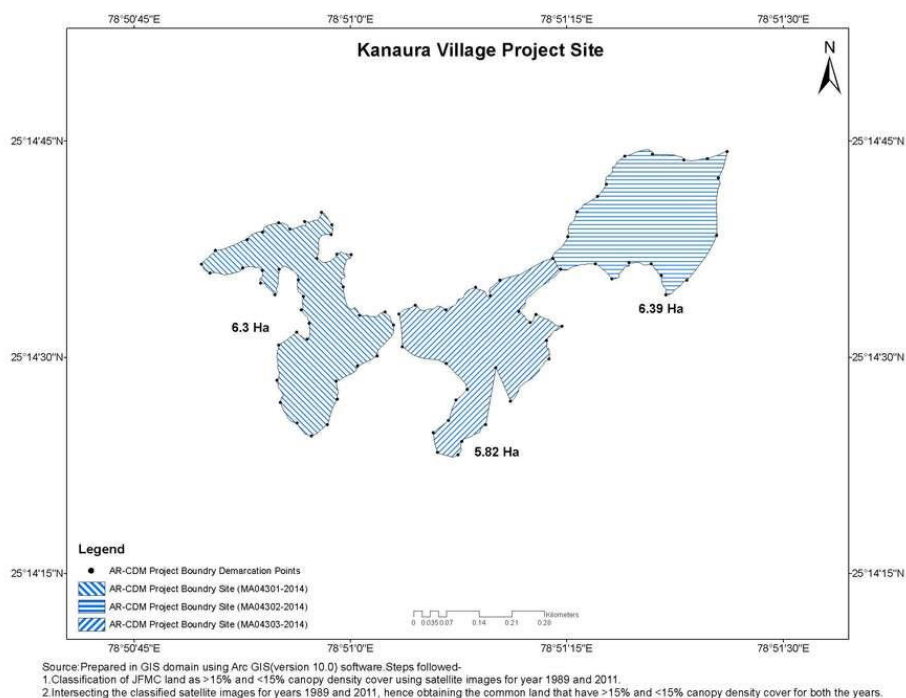 78°50'45"E 78°51'0"E 78°51'15"E 78°51'30"E
Kanaura Village Project Site
N
25°14'45"N 25°14'45"N
6.39 Ha
6.3 Ha
25°14'30"N 25°14'30"N
5.82 Ha
Legend
AR-CDM Project Boundry Demarcation Points
25°14'15"N 25°14'15"N
AR-CDM Project Boundry Site (MA04301-2014)
AR-CDM Project Boundry Site (MA04302-2014)
AR-CDM Project Boundry Site (MA04303-2014)
Kilometers
0 0.035 0.07 0.14 0.21 0.28
78°50'45"E 78°51'0"E 78°51'15"E 78°51'30"E
Source:Prepared in GIS domain using Arc GIS(version 10.0) software.Steps followed-
1.Classification of JFMC land as >15% and <15% canopy density cover using satellite images for year 1989 and 2011.
2.Intersecting the classified satellite images for years 1989 and 2011, hence obtaining the common land that have >15% and <15% canopy density cover for both the years.